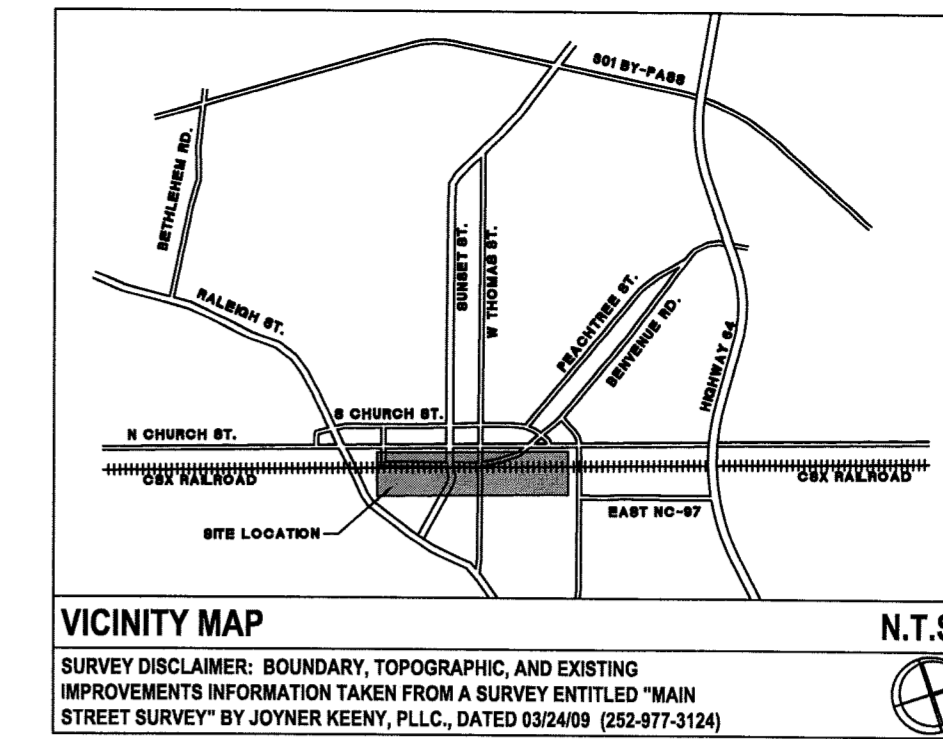 301 BY-PASS
BETHLEHEM RD.
RALEIGH ST.
SUNSET ST.
W THOMAS ST.
PEACHTREE ST.
BENVENUE RD.
HIGHWAY 64
S CHURCH ST.
N CHURCH ST.
CSX RAILROAD
CSX RAILROAD
EAST NC-97
SITE LOCATION
VICINITY MAP
N.T.S
SURVEY DISCLAIMER: BOUNDARY, TOPOGRAPHIC, AND EXISTING
IMPROVEMENTS INFORMATION TAKEN FROM A SURVEY ENTITLED "MAIN
STREET SURVEY" BY JOYNER KEENY, PLLC., DATED 03/24/09 (252-977-3124)